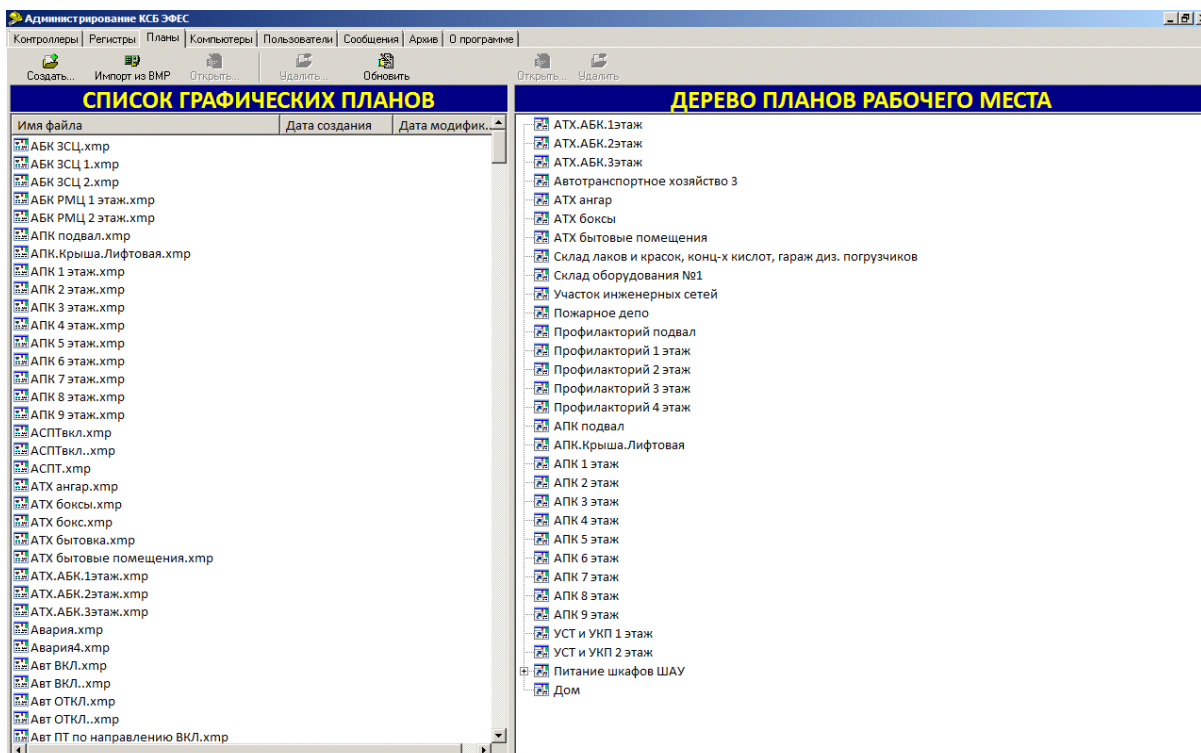 Администрирование КСБ ЭФЕС
Контроллеры Регистры Планы Компьютеры Пользователи Сообщения Архив О программе
Создать... Импорт из BMP Открыть... Удалить... Обновить Открыть... Удалить
СПИСОК ГРАФИЧЕСКИХ ПЛАНОВ
Имя файла Дата создания Дата модифик...
АБК ЗСЦ.xmp
АБК ЗСЦ 1.xmp
АБК ЗСЦ 2.xmp
АБК РМЦ 1 этаж.xmp
АБК РМЦ 2 этаж.xmp
АПК подвал.xmp
АПК.Крыша.Лифтовая.xmp
АПК 1 этаж.xmp
АПК 2 этаж.xmp
АПК 3 этаж.xmp
АПК 4 этаж.xmp
АПК 5 этаж.xmp
АПК 6 этаж.xmp
АПК 7 этаж.xmp
АПК 8 этаж.xmp
АПК 9 этаж.xmp
АСПТвкл.xmp
АСПТвкл..xmp
АСПТ.xmp
АТХ ангар.xmp
АТХ боксы.xmp
АТХ бокс.xmp
АТХ бытовка.xmp
АТХ бытовые помещения.xmp
АТХ.АБК.1этаж.xmp
АТХ.АБК.2этаж.xmp
АТХ.АБК.3этаж.xmp
Авария.xmp
Авария4.xmp
Авт ВКЛ.xmp
Авт ВКЛ..xmp
Авт ОТКЛ.xmp
Авт ОТКЛ..xmp
Авт ПТ по направлению ВКЛ.xmp
ДЕРЕВО ПЛАНОВ РАБОЧЕГО МЕСТА
АТХ.АБК.1этаж
АТХ.АБК.2этаж
АТХ.АБК.3этаж
Автотранспортное хозяйство 3
АТХ ангар
АТХ боксы
АТХ бытовые помещения
Склад лаков и красок, конц-х кислот, гараж диз. погрузчиков
Склад оборудования №1
Участок инженерных сетей
Пожарное депо
Профилакторий подвал
Профилакторий 1 этаж
Профилакторий 2 этаж
Профилакторий 3 этаж
Профилакторий 4 этаж
АПК подвал
АПК.Крыша.Лифтовая
АПК 1 этаж
АПК 2 этаж
АПК 3 этаж
АПК 4 этаж
АПК 5 этаж
АПК 6 этаж
АПК 7 этаж
АПК 8 этаж
АПК 9 этаж
УСТ и УКП 1 этаж
УСТ и УКП 2 этаж
Питание шкафов ШАУ
Дом